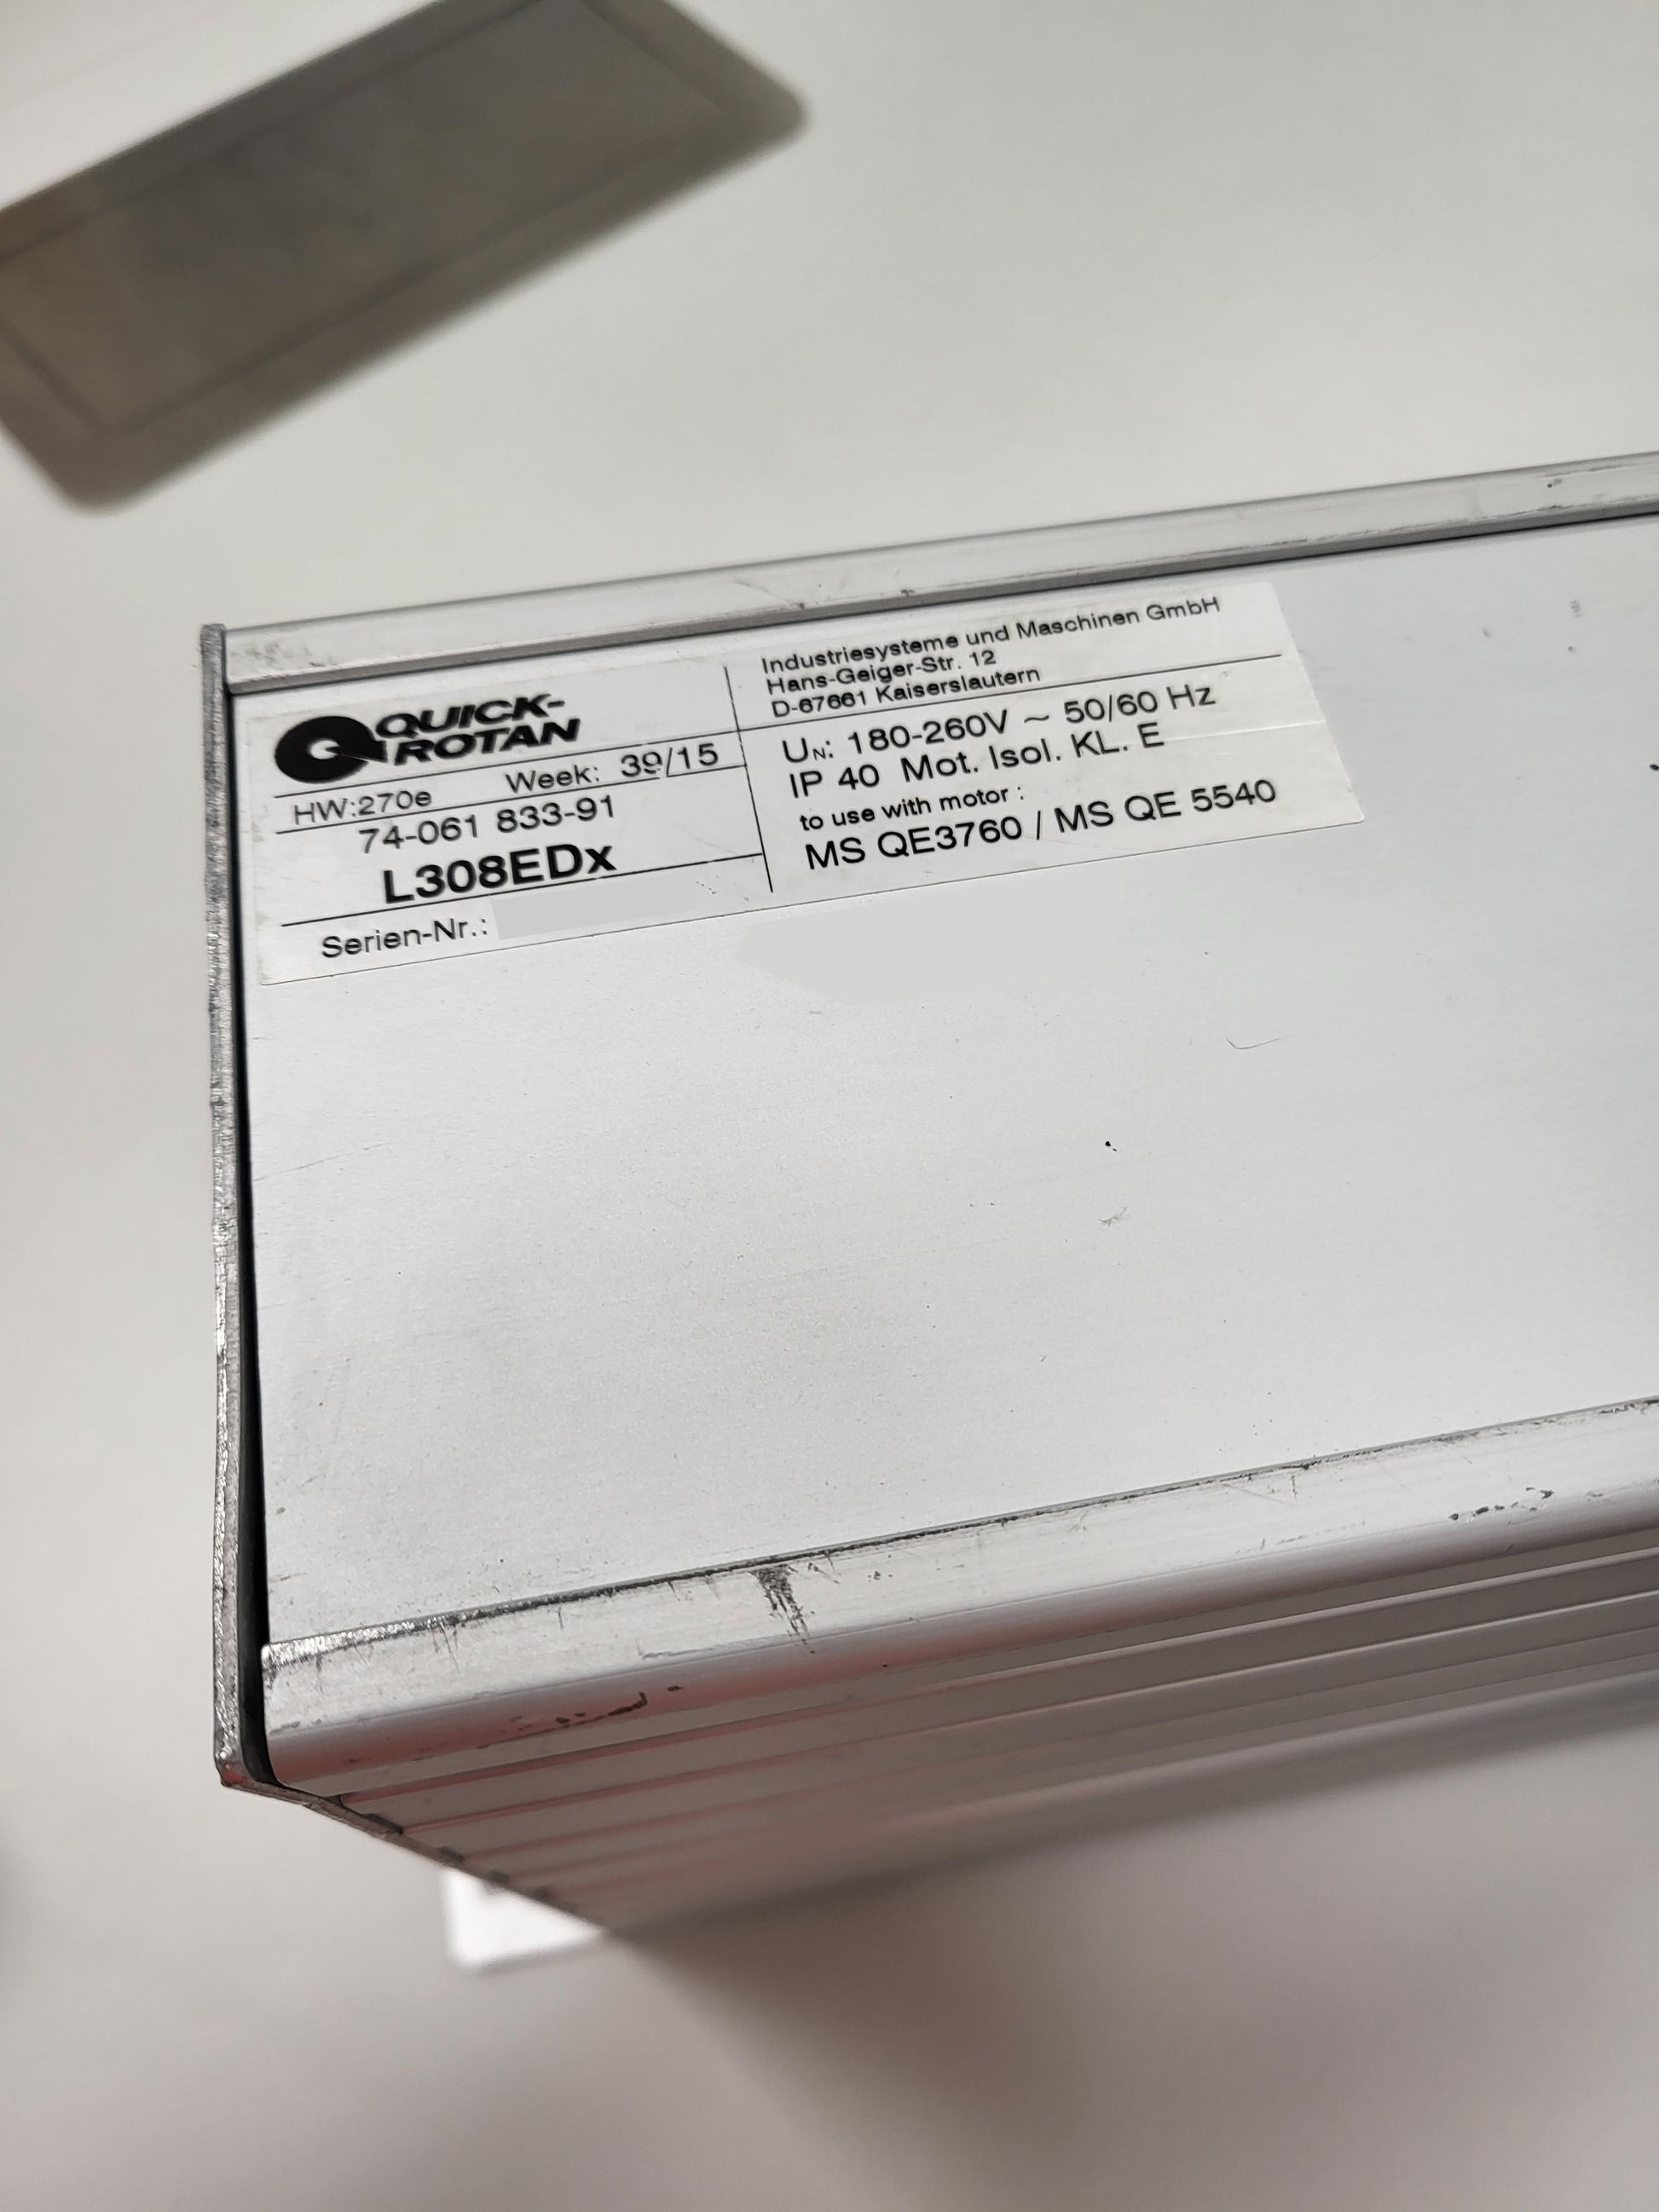 QUICK-
ROTAN
Industriesysteme und Maschinen GmbH
Hans-Geiger-Str. 12
D-67661 Kaiserslautern
HW:270e Week: 39/15
74-061 833-91
L308EDx
Serien-Nr.:
UN: 180-260V ~ 50/60 Hz
IP 40 Mot. Isol. KL. E
to use with motor :
MS QE3760 / MS QE 5540